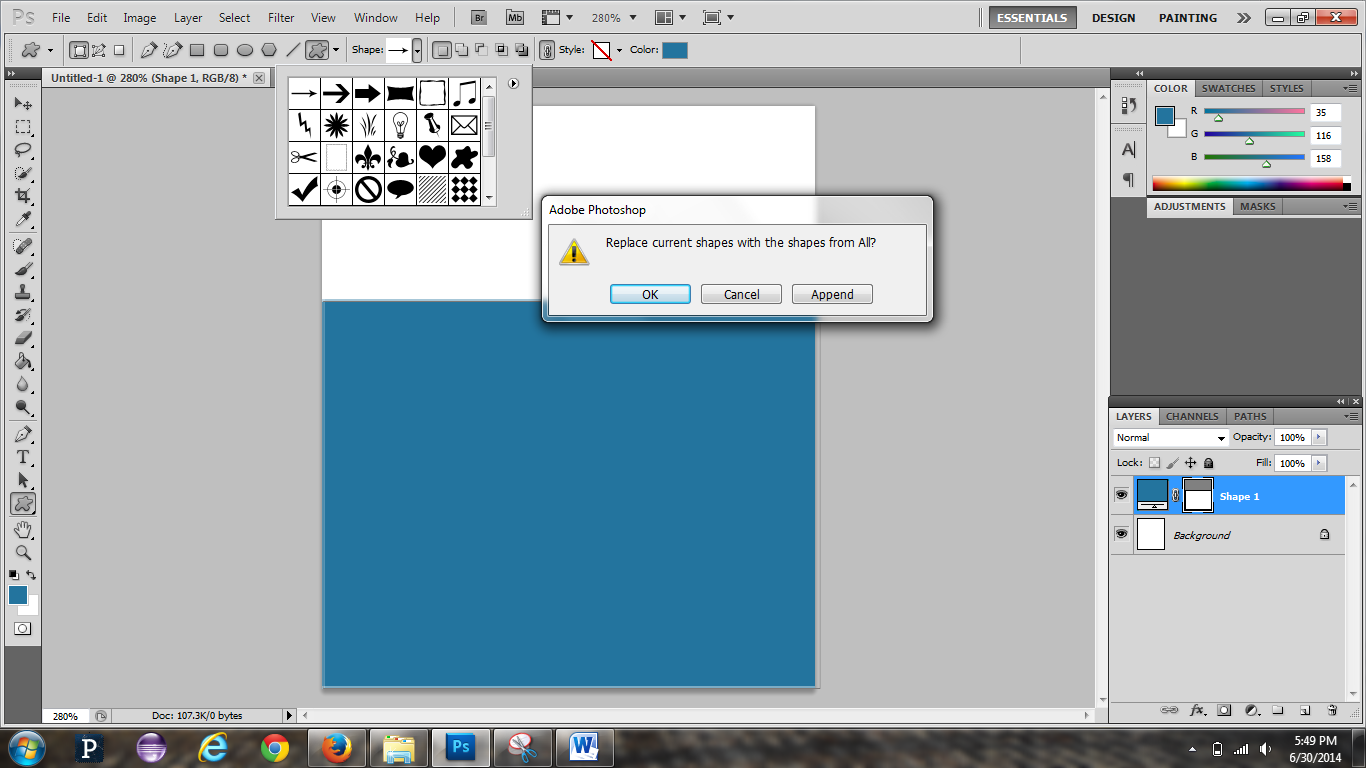 Ps File Edit Image Layer Select Filter View Window Help Br Mb 280% ESSENTIALS DESIGN PAINTING
Shape: Style: Color:
Untitled-1 @ 280% (Shape 1, RGB/8) *
COLOR SWATCHES STYLES
R 35
G 116
B 158
A
ADJUSTMENTS MASKS
Adobe Photoshop
Replace current shapes with the shapes from All?
OK Cancel Append
LAYERS CHANNELS PATHS
Normal Opacity: 100%
Lock: Fill: 100%
Shape 1
Background
T
280% Doc: 107.3K/0 bytes
fx
P Ps W
5:49 PM
6/30/2014